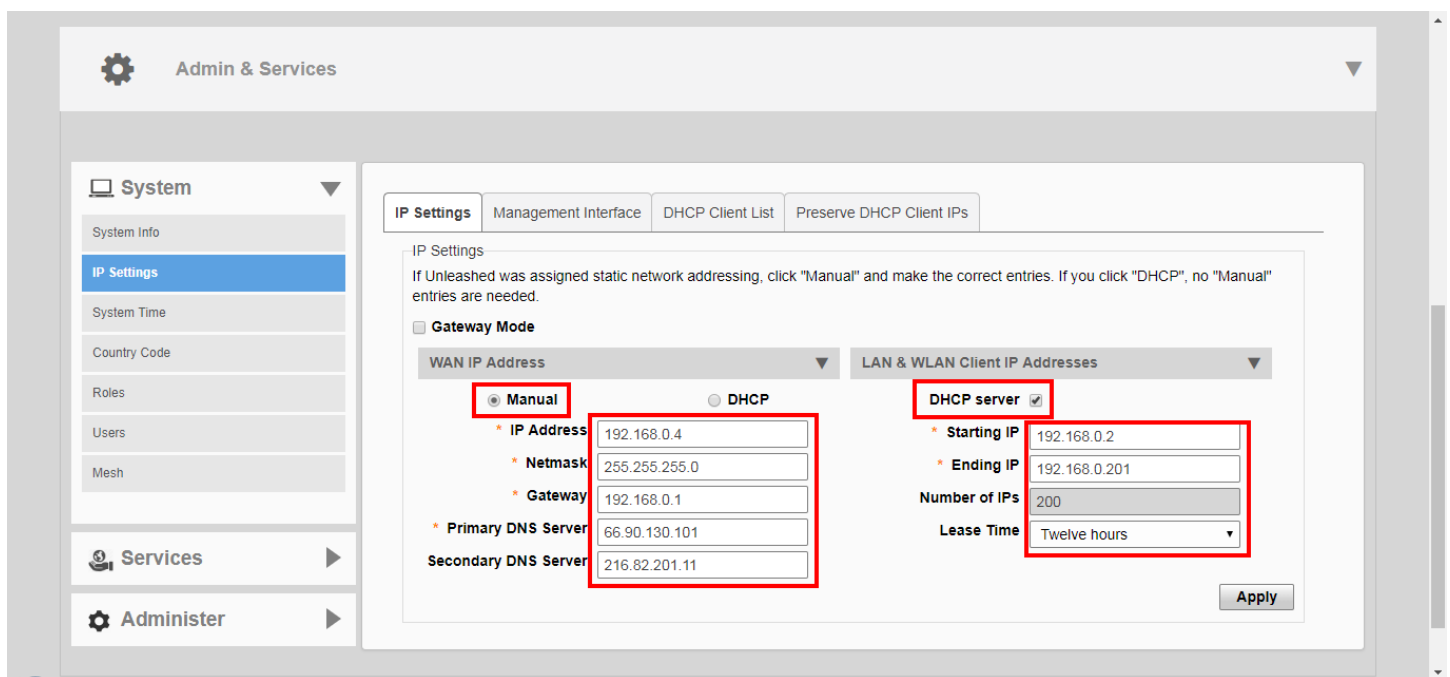 Admin & Services
System
System Info
IP Settings
System Time
Country Code
Roles
Users
Mesh
Services
Administer
IP Settings Management Interface DHCP Client List Preserve DHCP Client IPs
IP Settings
If Unleashed was assigned static network addressing, click "Manual" and make the correct entries. If you click "DHCP", no "Manual"
entries are needed.
Gateway Mode
WAN IP Address
Manual DHCP
* IP Address 192.168.0.4
* Netmask 255.255.255.0
* Gateway 192.168.0.1
* Primary DNS Server 66.90.130.101
Secondary DNS Server 216.82.201.11
LAN & WLAN Client IP Addresses
DHCP server
* Starting IP 192.168.0.2
* Ending IP 192.168.0.201
Number of IPs 200
Lease Time Twelve hours
Apply